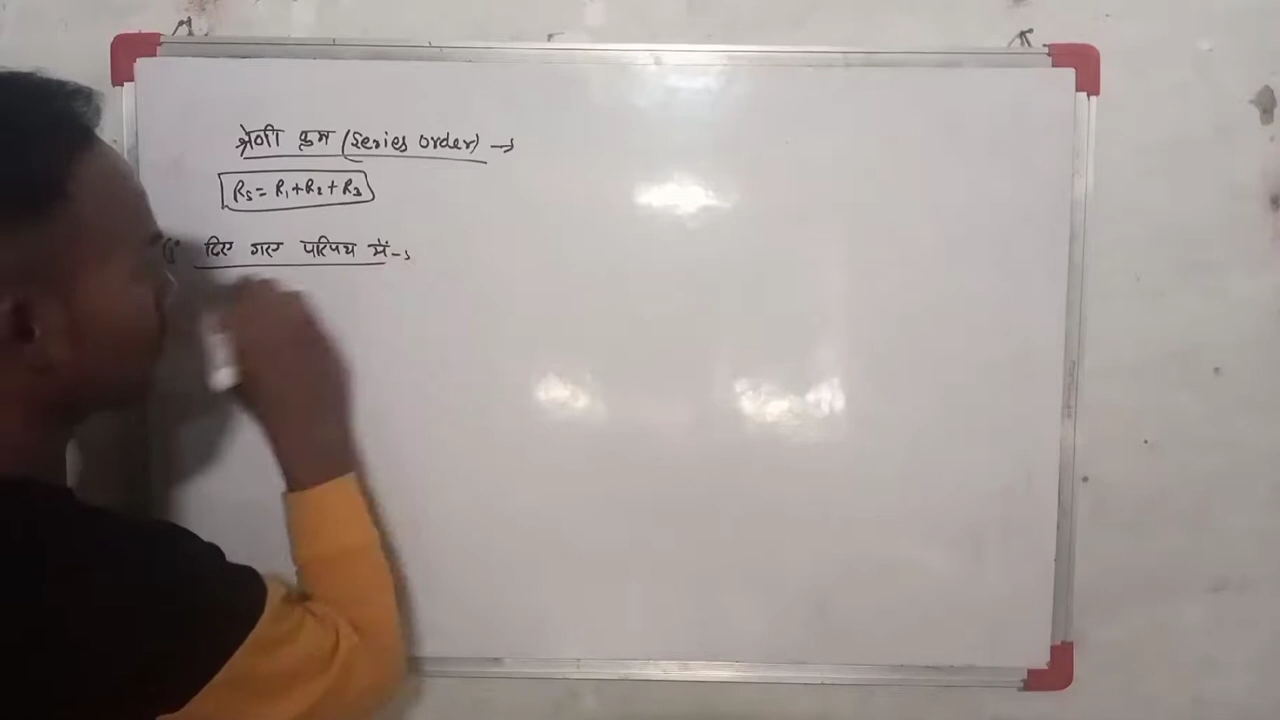 श्रेणी क्रम (Series order) →
Rs = R₁ + R₂ + R₃
दिए गए परिपथ में →